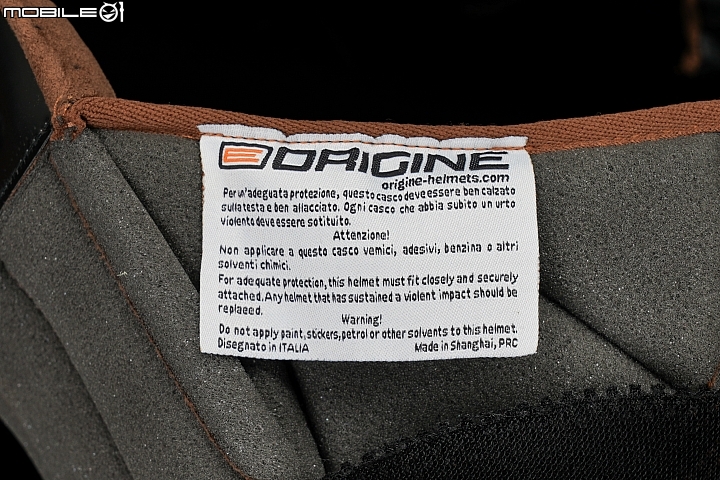 MOBILE01
ORIGINE
origine-helmets.com
Per un'adeguata protezione, questo casco deve essere ben calzato
sulla testa e ben allacciato. Ogni casco che abbia subito un urto
violento deve essere sotituito.
Attenzione!
Non applicare a questo casco vemici, adesivi, benzina o altri
solventi chimici.
For adequate protection, this helmet must fit closely and securely
attached. Any helmet that has sustained a violent impact should be
replaeed.
Warning!
Do not apply paint, stickers, petrol or other solvents to this helmet.
Disegnato in ITALIA Made in Shanghai, PRC